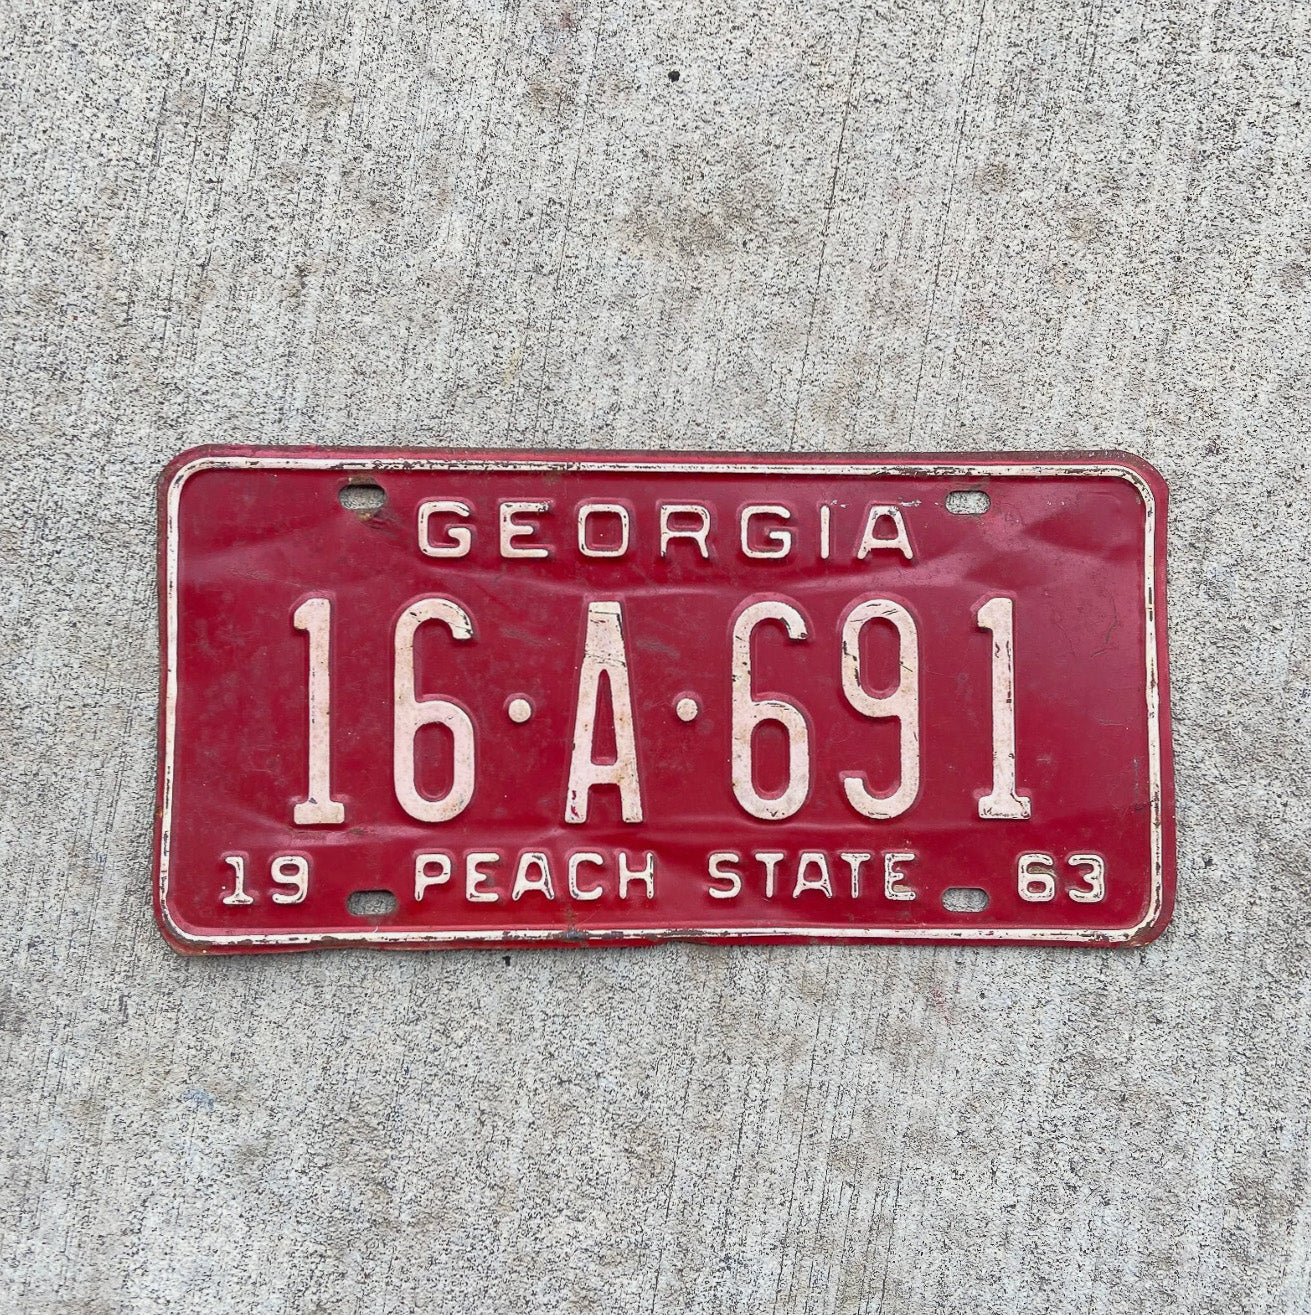 GEORGIA
16·A·691
19 PEACH STATE 63